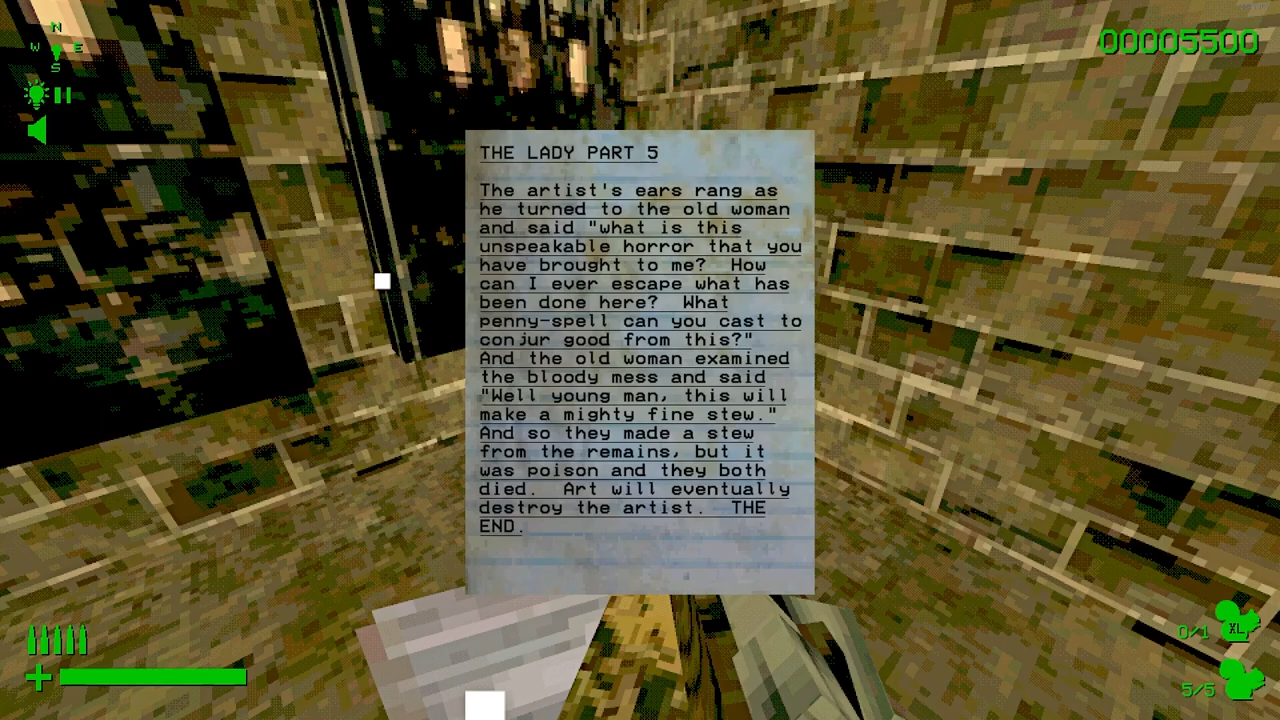 N
W E
S
00005500
THE LADY PART 5
The artist's ears rang as
he turned to the old woman
and said "what is this
unspeakable horror that you
have brought to me?  How
can I ever escape what has
been done here?  What
penny-spell can you cast to
conjur good from this?"
And the old woman examined
the bloody mess and said
"Well young man, this will
make a mighty fine stew."
And so they made a stew
from the remains, but it
was poison and they both
died.  Art will eventually
destroy the artist.  THE
END.
0/1 XL
5/5